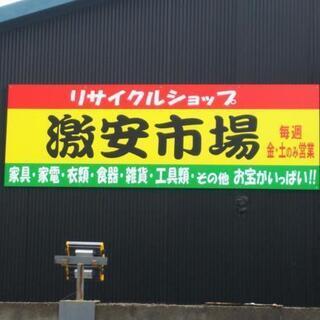 リサイクルショップ
激安市場
毎週
金・土のみ営業
家具・家電・衣類・食器・雑貨・工具類・その他 お宝がいっぱい!!